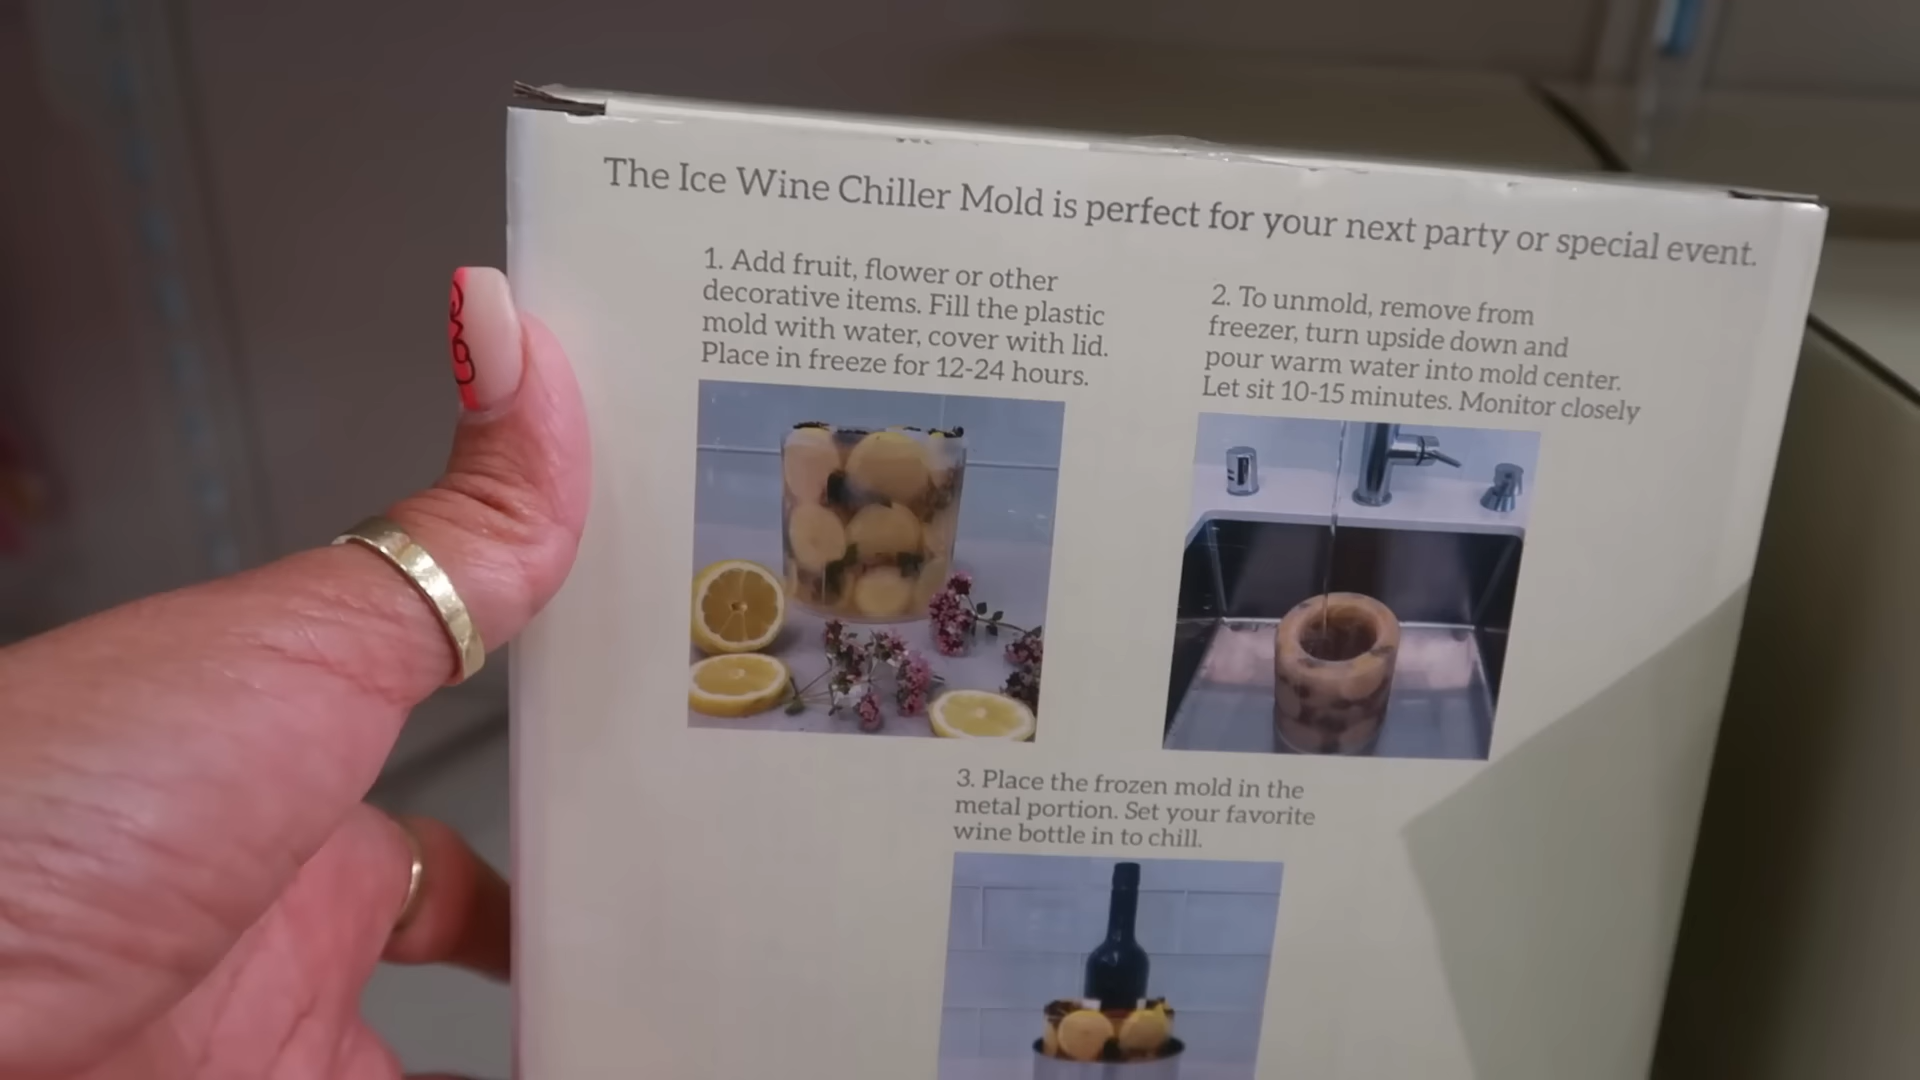 The Ice Wine Chiller Mold is perfect for your next party or special event.
1. Add fruit, flower or other
decorative items. Fill the plastic
mold with water, cover with lid.
Place in freeze for 12-24 hours.
2. To unmold, remove from
freezer, turn upside down and
pour warm water into mold center.
Let sit 10-15 minutes. Monitor closely
3. Place the frozen mold in the
metal portion. Set your favorite
wine bottle in to chill.